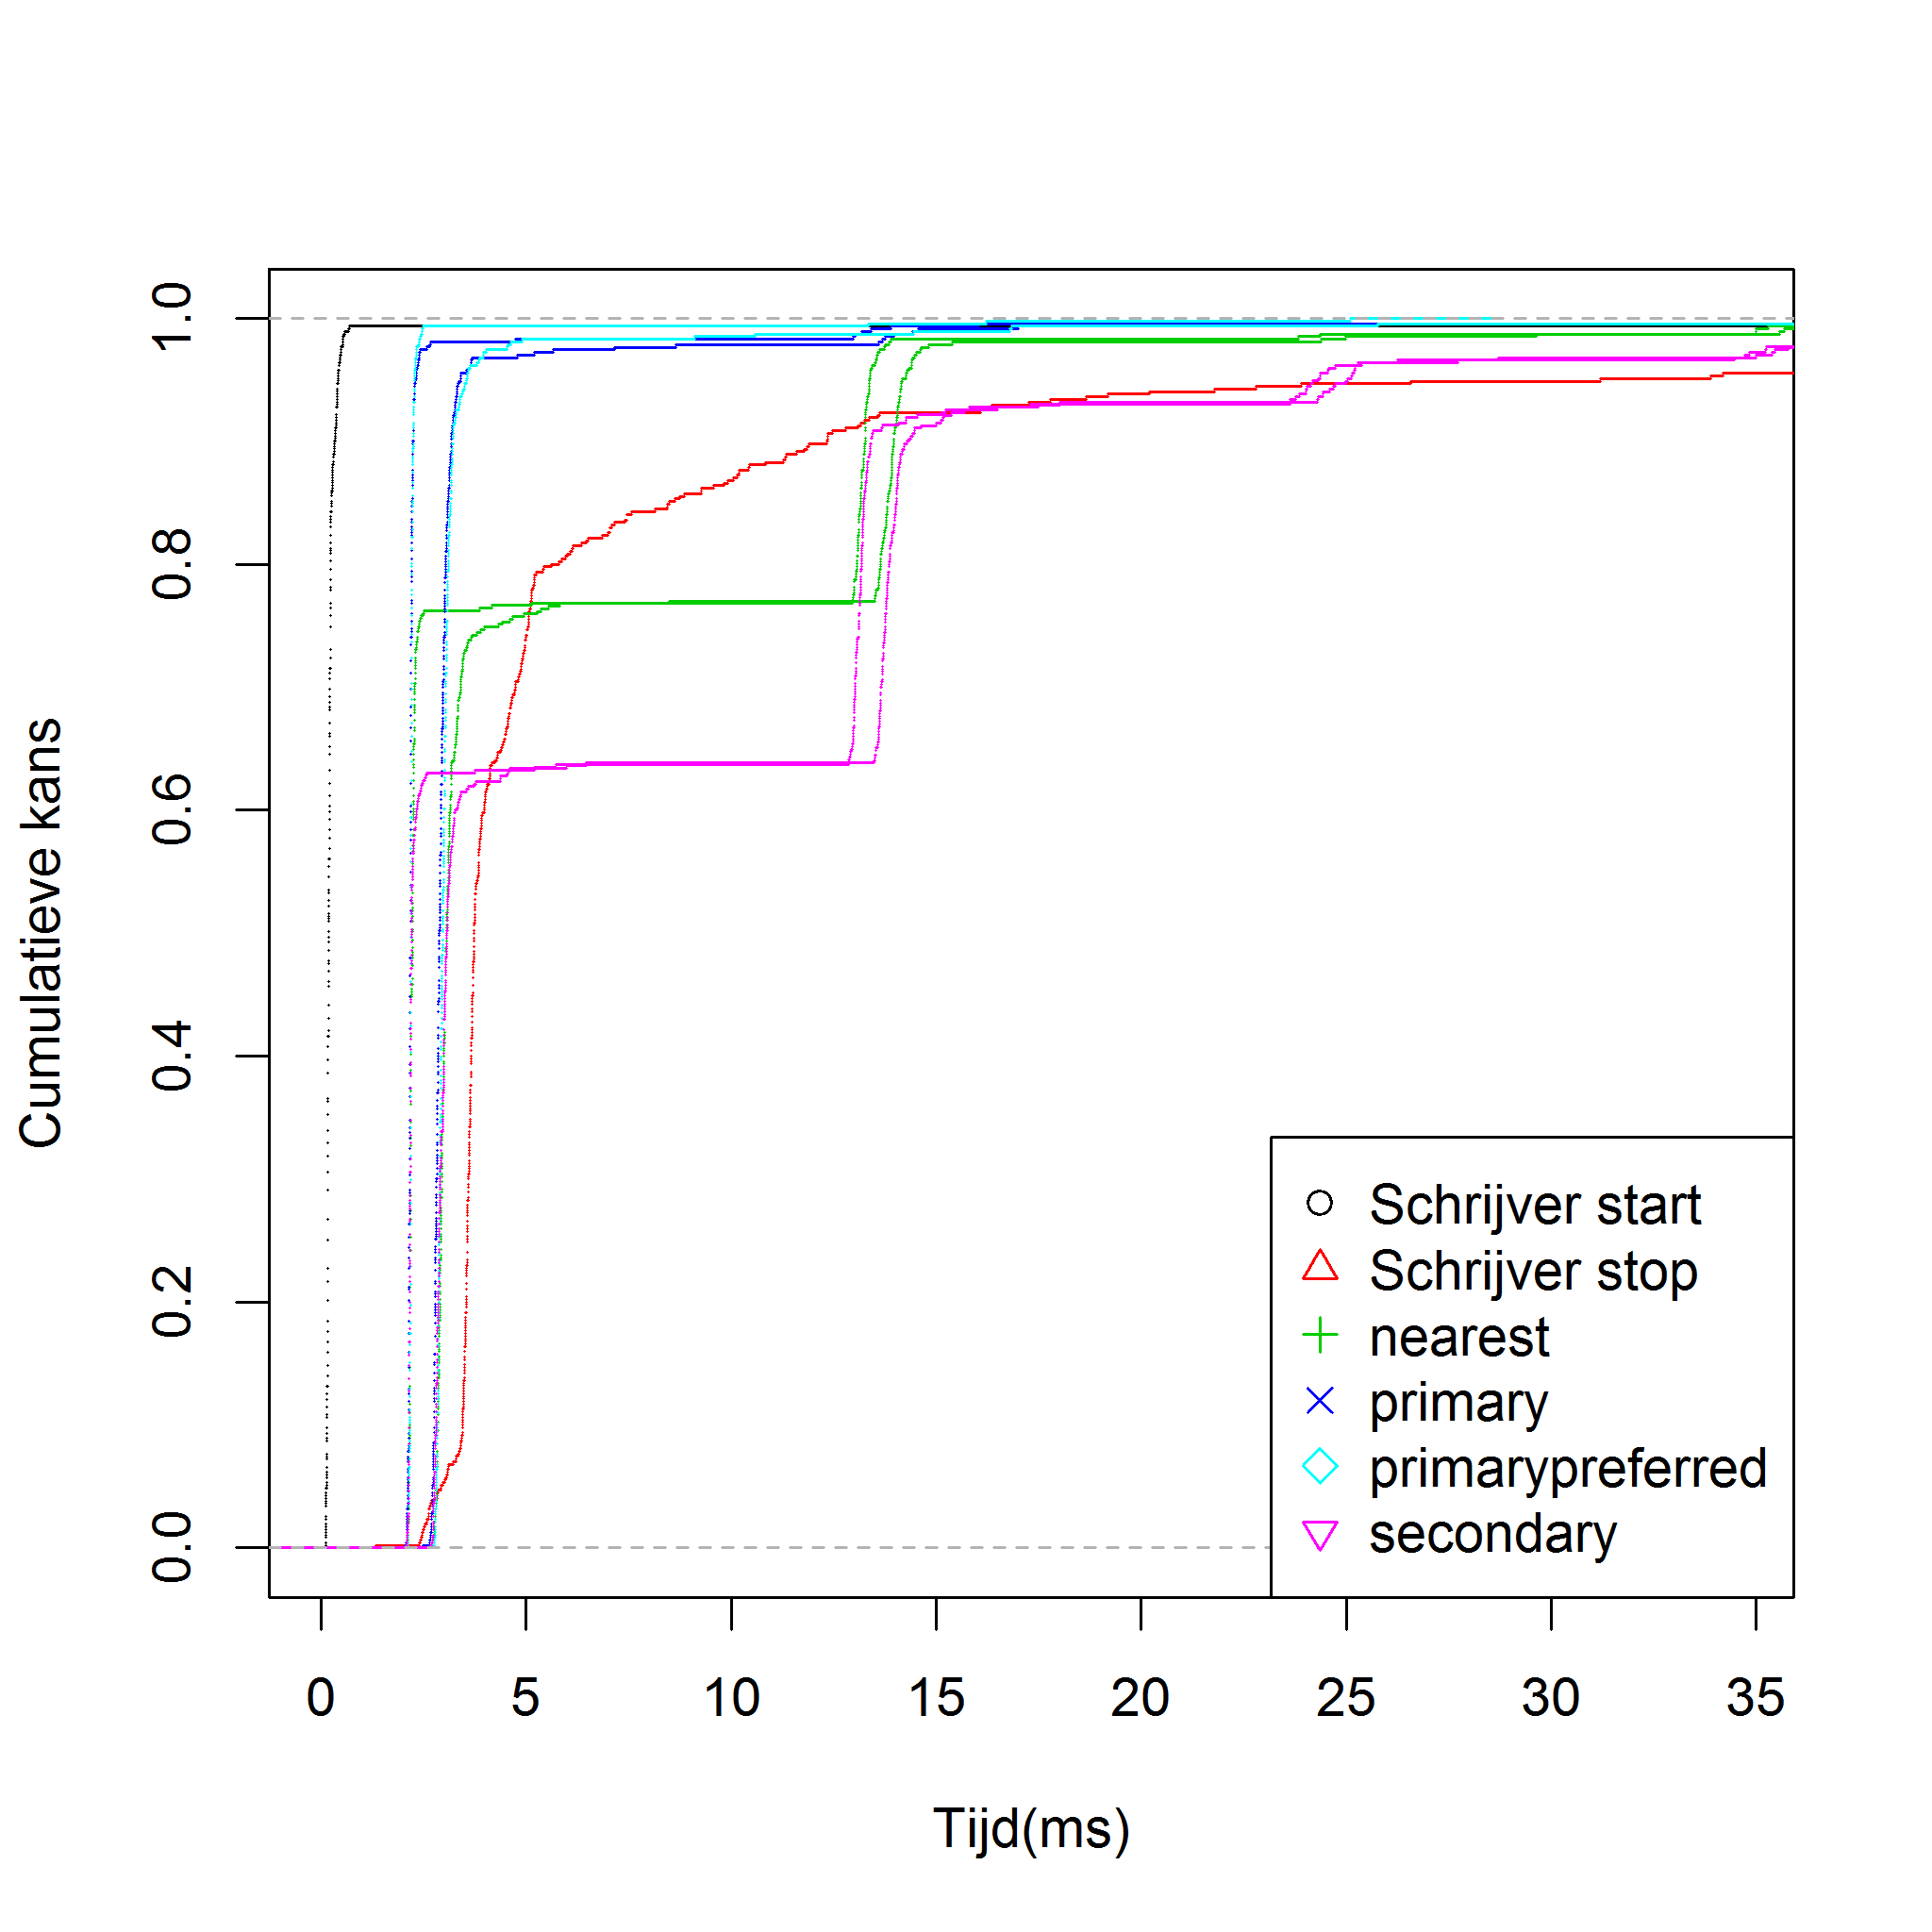 Cumulatieve kans
1.0
0.8
0.6
0.4
0.2
0.0
0 5 10 15 20 25 30 35
Tijd(ms)
Schrijver start
Schrijver stop
nearest
primary
primarypreferred
secondary